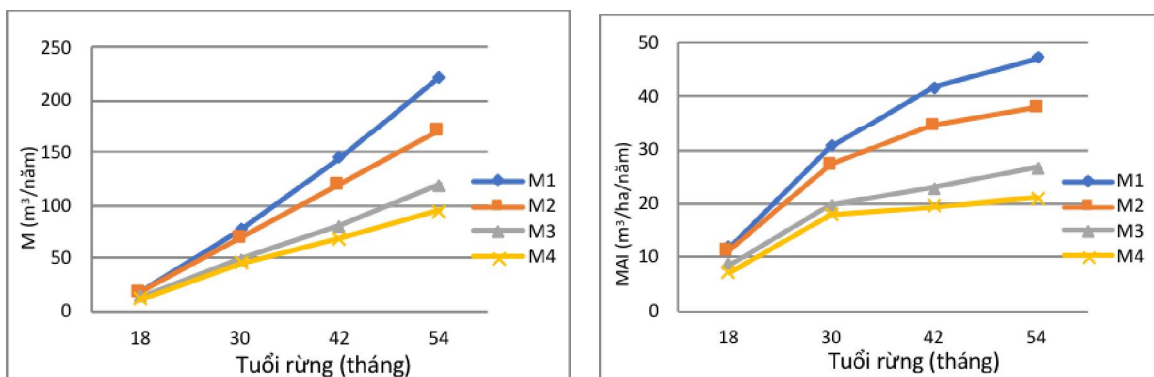 250
200
150
100
50
0
M (m³/năm)
18 30 42 54
Tuổi rừng (tháng)
M1
M2
M3
M4
50
40
30
20
10
0
MAI (m³/ha/năm)
18 30 42 54
Tuổi rừng (tháng)
M1
M2
M3
M4